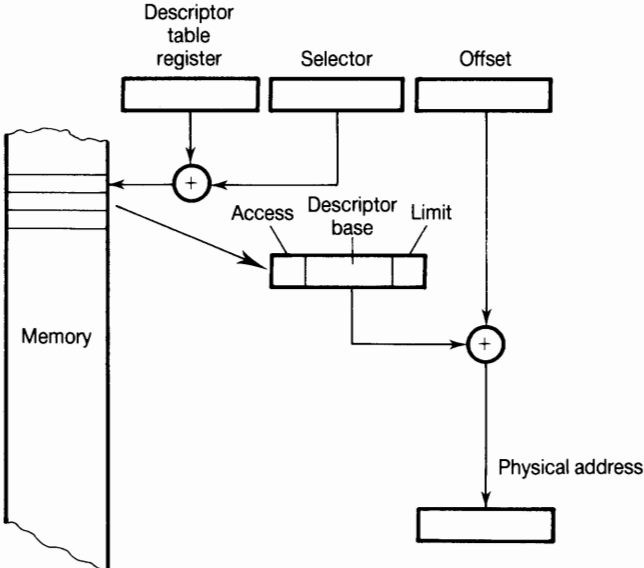 Descriptor
table
register
Selector
Offset
+
Access
Descriptor
base
Limit
Memory
+
Physical address